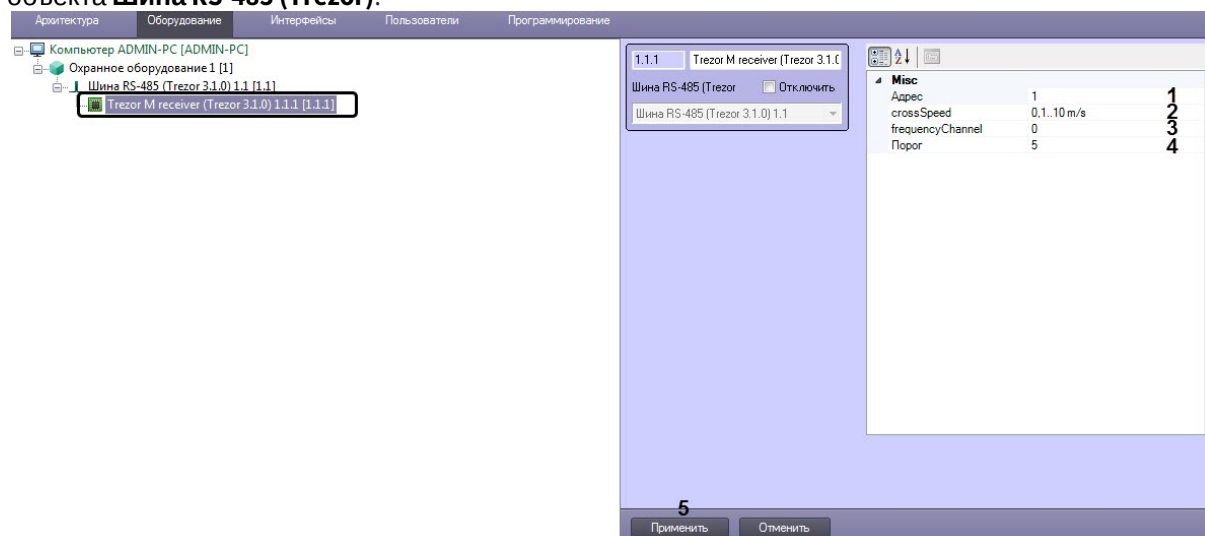 объекта Шина RS-485 (Trezor).
Архитектура Оборудование Интерфейсы Пользователи Программирование
Компьютер ADMIN-PC [ADMIN-PC]
Охранное оборудование 1 [1]
Шина RS-485 (Trezor 3.1.0) 1.1 [1.1]
Trezor M receiver (Trezor 3.1.0) 1.1.1 [1.1.1]
1.1.1 Trezor M receiver (Trezor 3.1.0
Шина RS-485 (Trezor Отключить
Шина RS-485 (Trezor 3.1.0) 1.1
Misc
Адрес 1 1
crossSpeed 0,1..10 m/s 2
frequencyChannel 0 3
Порог 5 4
5
Применить Отменить